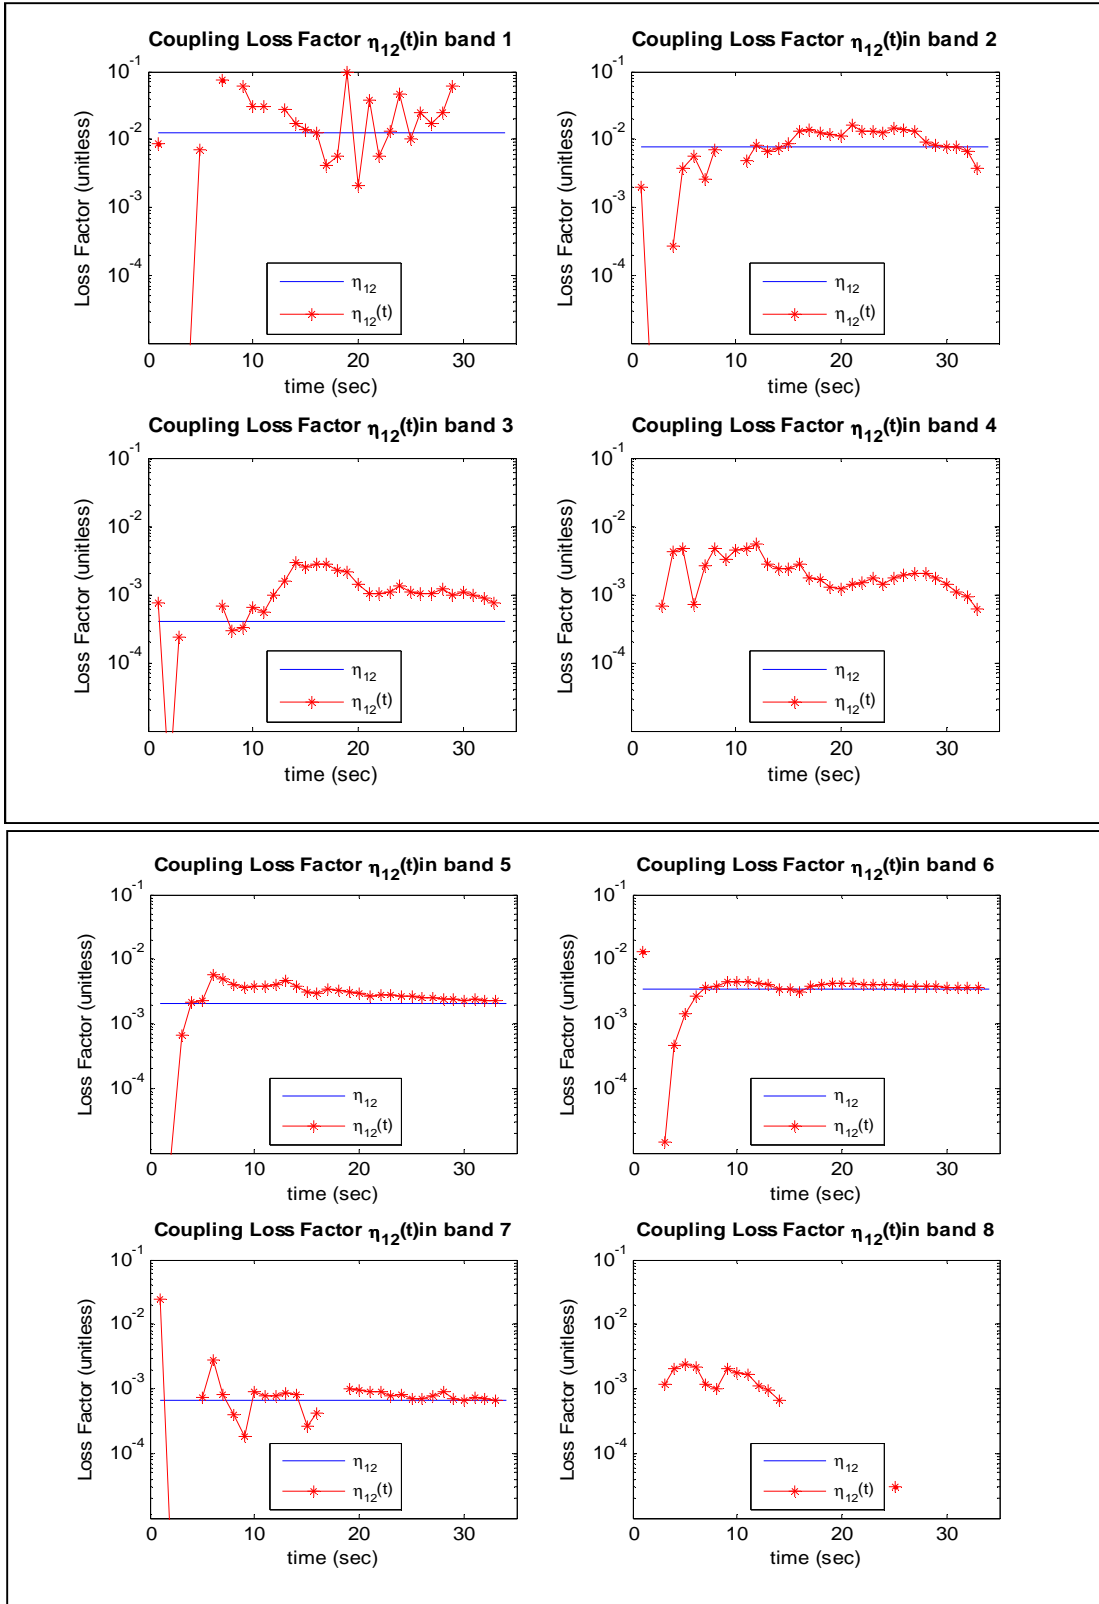 Coupling Loss Factor η12(t)in band 1
Loss Factor (unitless)
10-1
10-2
10-3
10-4
η12
η12(t)
0 10 20 30
time (sec)
Coupling Loss Factor η12(t)in band 2
Loss Factor (unitless)
10-1
10-2
10-3
10-4
η12
η12(t)
0 10 20 30
time (sec)
Coupling Loss Factor η12(t)in band 3
Loss Factor (unitless)
10-1
10-2
10-3
10-4
η12
η12(t)
0 10 20 30
time (sec)
Coupling Loss Factor η12(t)in band 4
Loss Factor (unitless)
10-1
10-2
10-3
10-4
η12
η12(t)
0 10 20 30
time (sec)
Coupling Loss Factor η12(t)in band 5
Loss Factor (unitless)
10-1
10-2
10-3
10-4
η12
η12(t)
0 10 20 30
time (sec)
Coupling Loss Factor η12(t)in band 6
Loss Factor (unitless)
10-1
10-2
10-3
10-4
η12
η12(t)
0 10 20 30
time (sec)
Coupling Loss Factor η12(t)in band 7
Loss Factor (unitless)
10-1
10-2
10-3
10-4
η12
η12(t)
0 10 20 30
time (sec)
Coupling Loss Factor η12(t)in band 8
Loss Factor (unitless)
10-1
10-2
10-3
10-4
η12
η12(t)
0 10 20 30
time (sec)